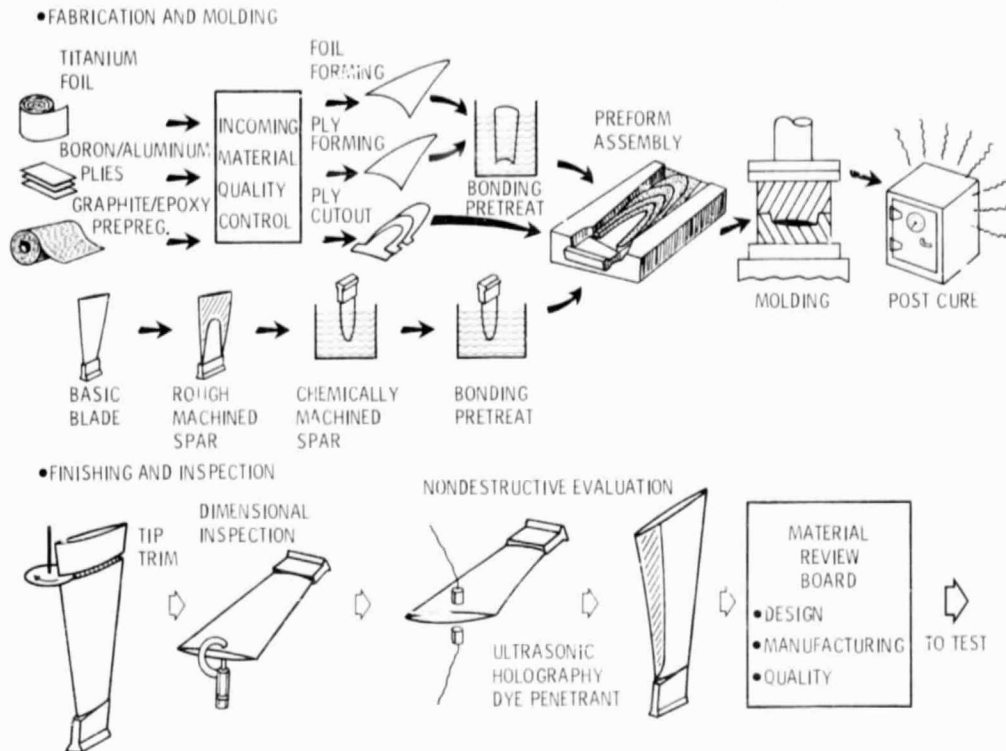 •FABRICATION AND MOLDING
TITANIUM
FOIL
BORON/ALUMINUM
PLIES
GRAPHITE/EPOXY
PREPREG.
INCOMING
MATERIAL
QUALITY
CONTROL
FOIL
FORMING
PLY
FORMING
PLY
CUTOUT
BONDING
PRETREAT
PREFORM
ASSEMBLY
MOLDING
POST CURE
BASIC
BLADE
ROUGH
MACHINED
SPAR
CHEMICALLY
MACHINED
SPAR
BONDING
PRETREAT
•FINISHING AND INSPECTION
TIP
TRIM
DIMENSIONAL
INSPECTION
NONDESTRUCTIVE EVALUATION
ULTRASONIC
HOLOGRAPHY
DYE PENETRANT
MATERIAL
REVIEW
BOARD
•DESIGN
•MANUFACTURING
•QUALITY
TO TEST